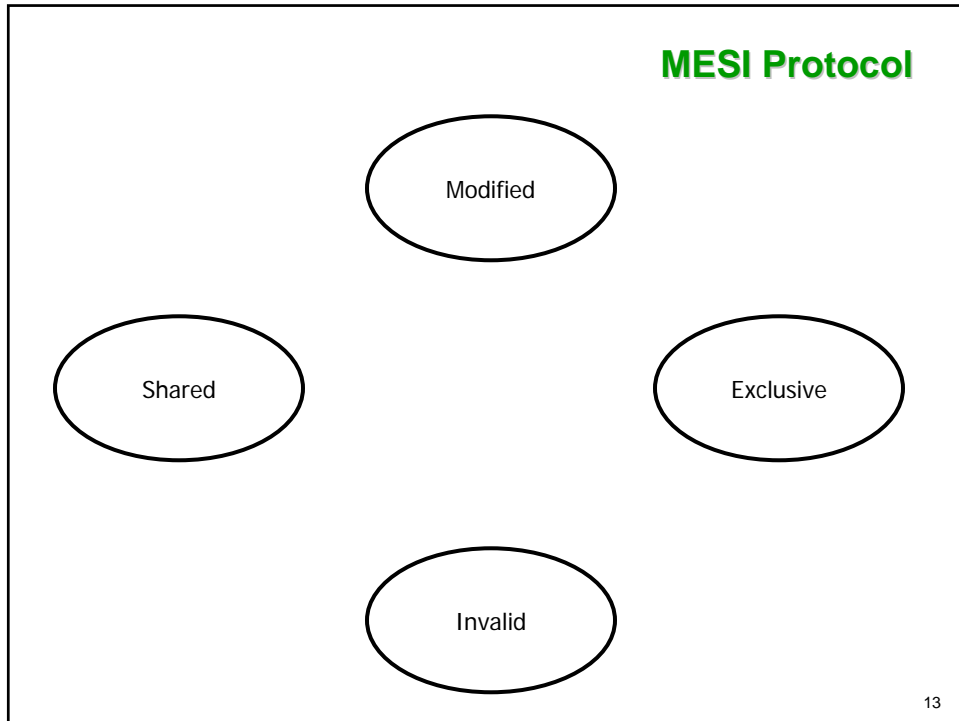 MESI Protocol
Modified
Shared
Exclusive
Invalid
13